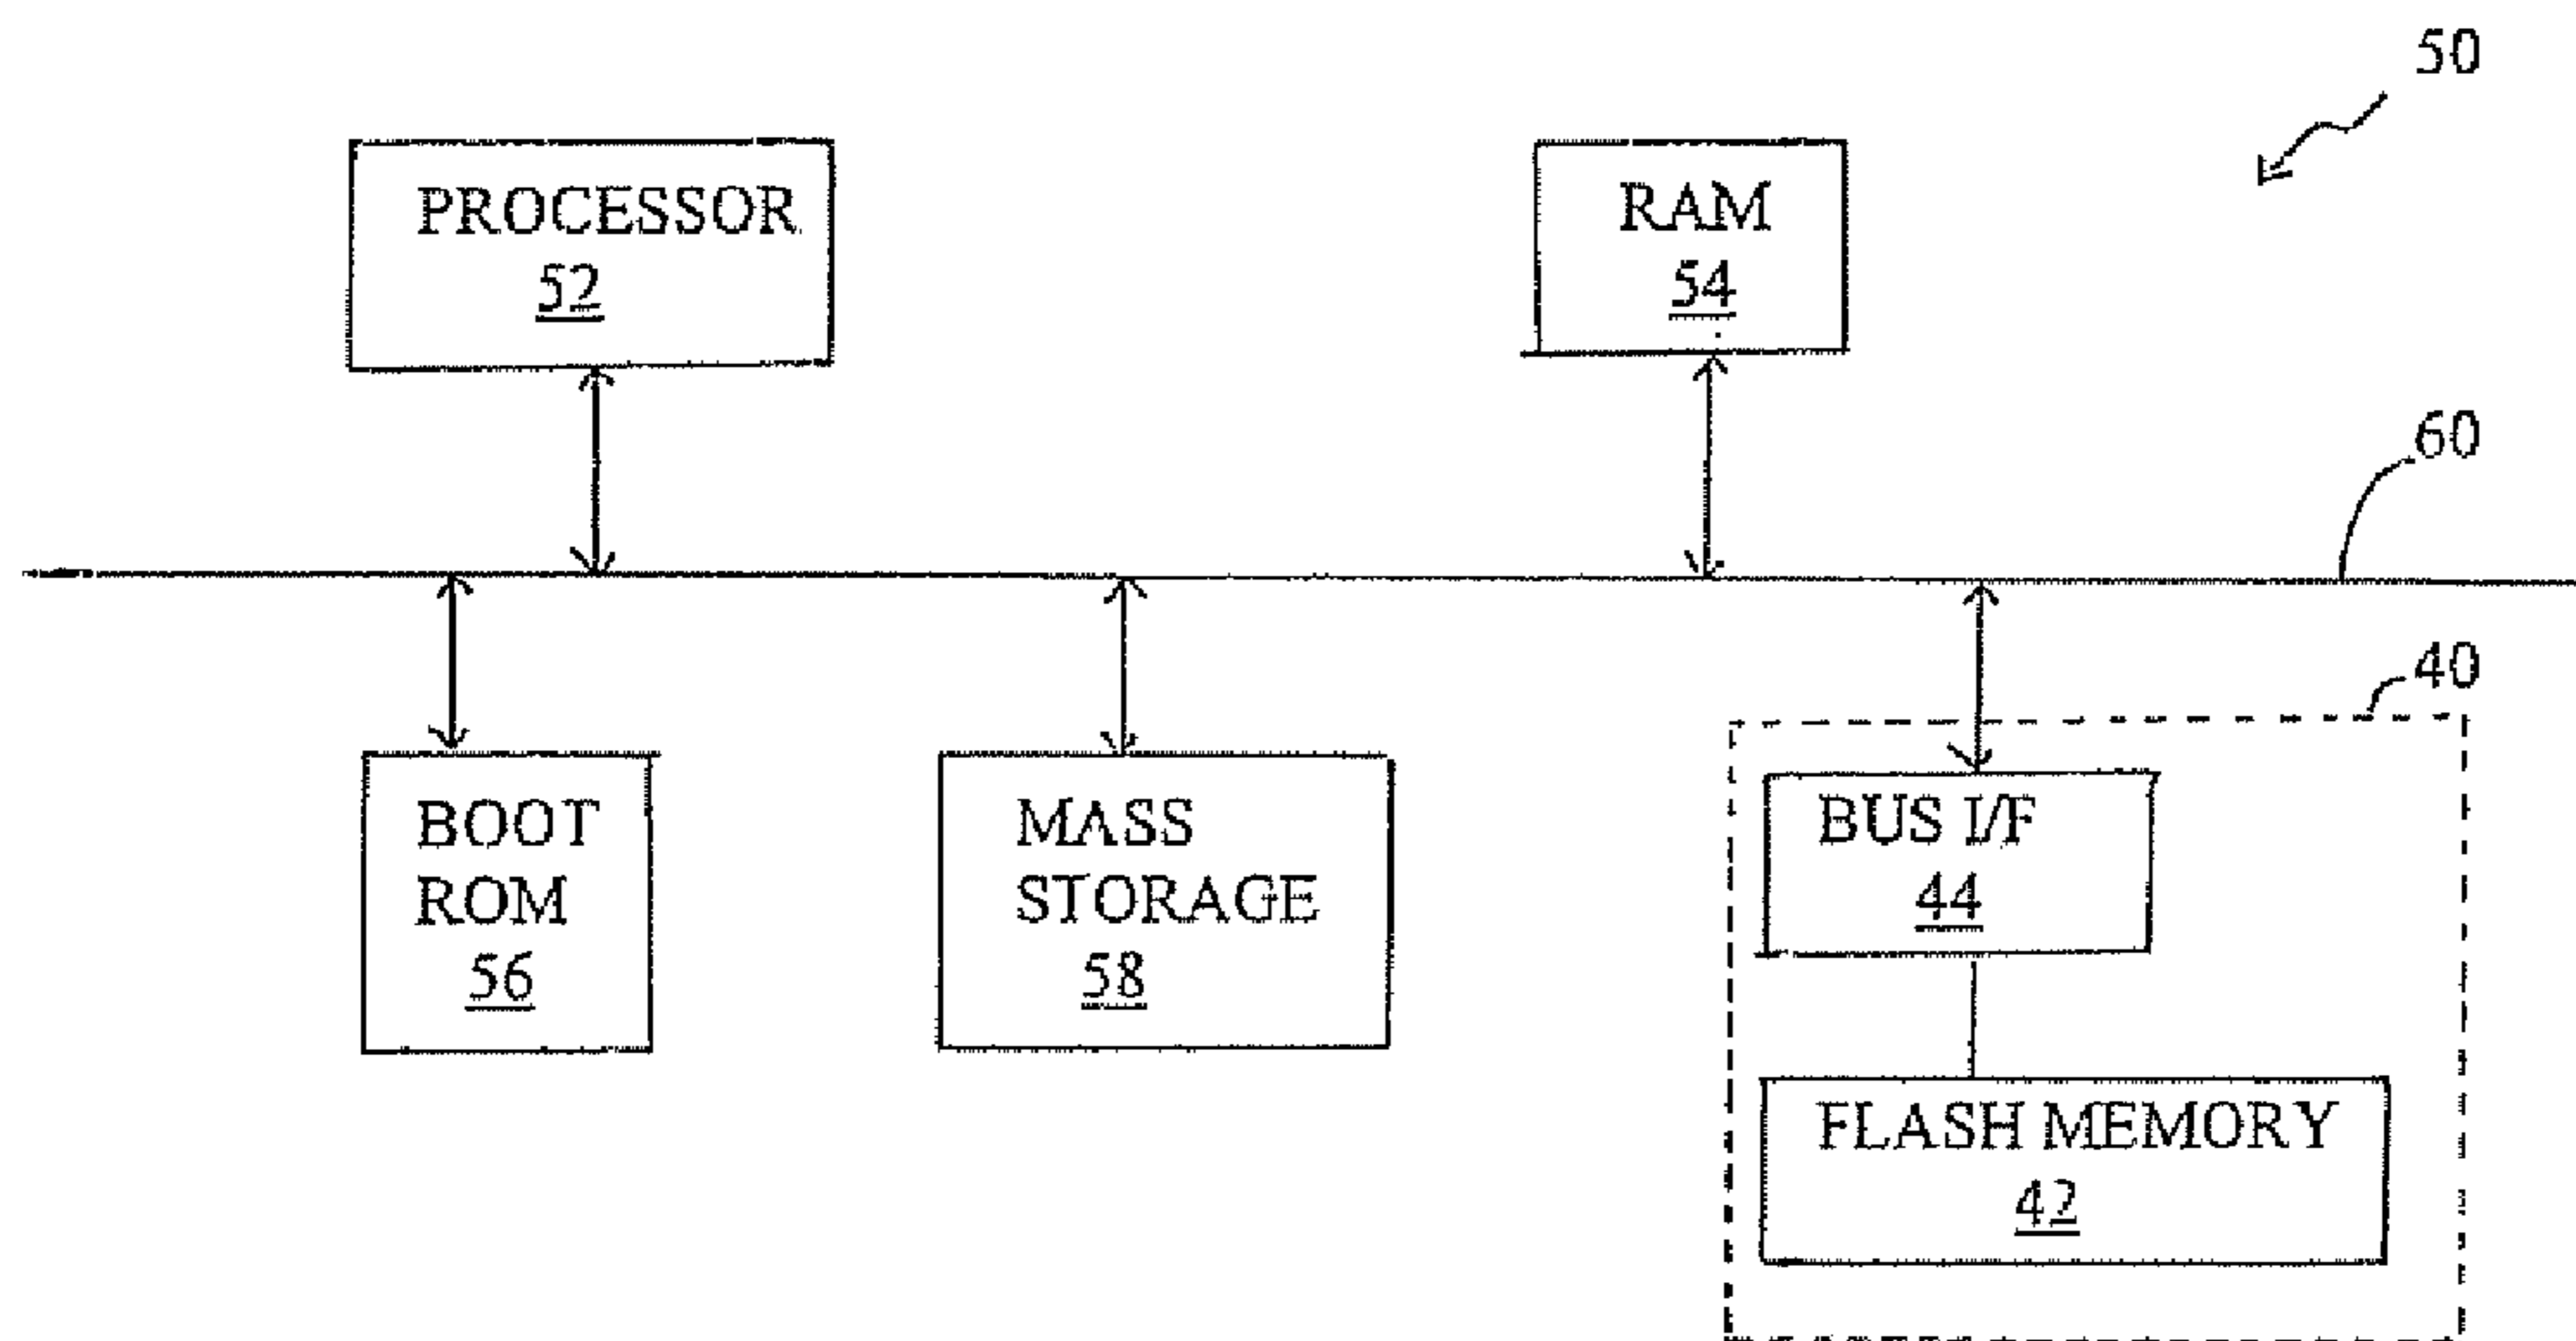 50
PROCESSOR
52
RAM
54
60
40
BOOT
ROM
56
MASS
STORAGE
58
BUS I/F
44
FLASH MEMORY
42